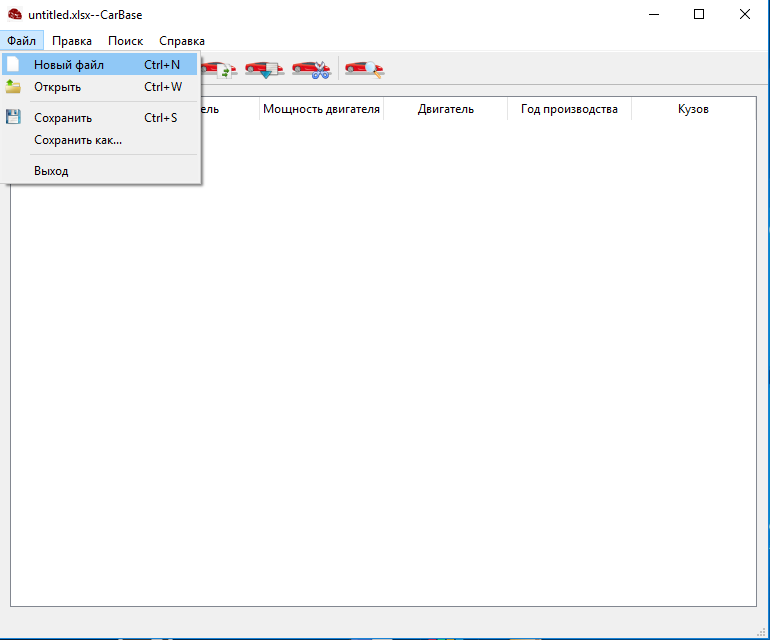 untitled.xlsx--CarBase
Файл Правка Поиск Справка
Новый файл Ctrl+N
Открыть Ctrl+W
Сохранить Ctrl+S
Сохранить как...
Выход
Мощность двигателя Двигатель Год производства Кузов